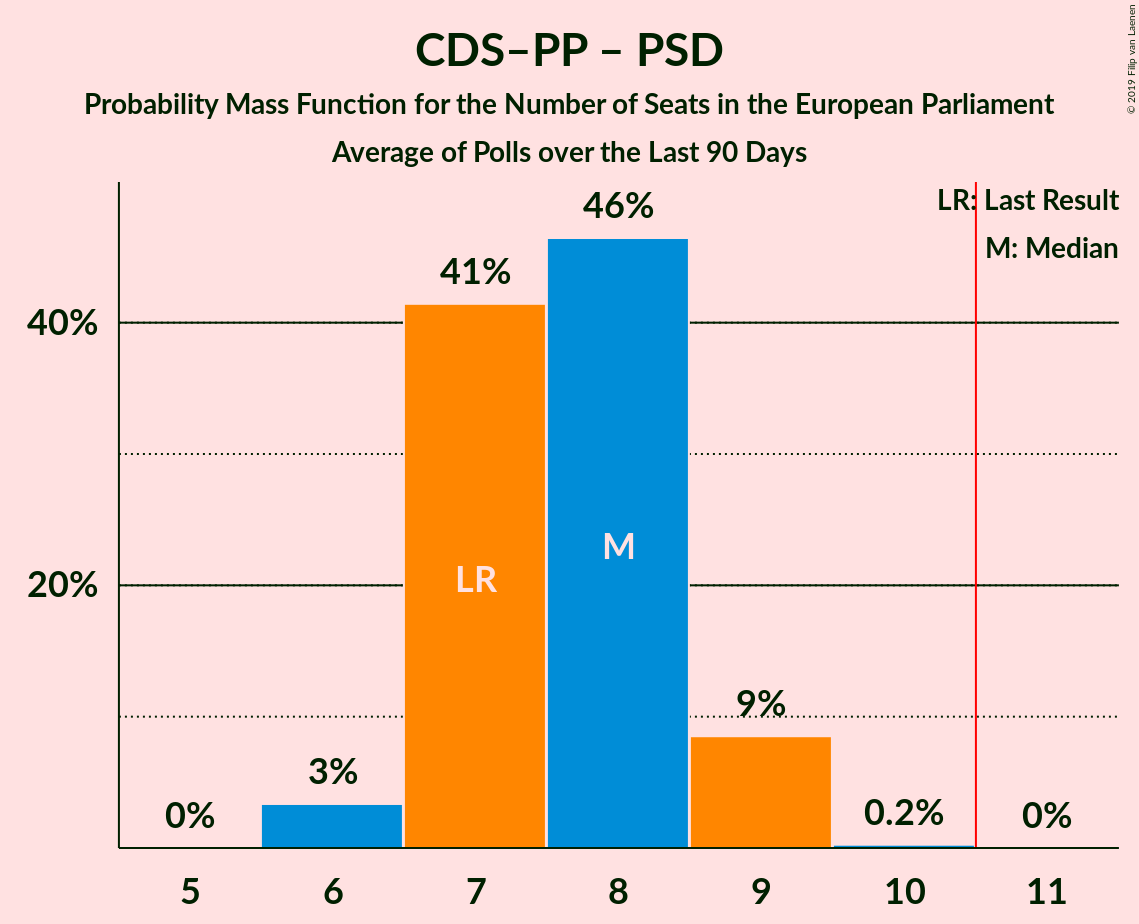 CDS–PP – PSD
Probability Mass Function for the Number of Seats in the European Parliament
Average of Polls over the Last 90 Days
© 2019 Filip van Laenen
LR: Last Result
M: Median
46%
41%
40%
M
LR
20%
9%
3%
0%
0.2%
0%
5 6 7 8 9 10 11